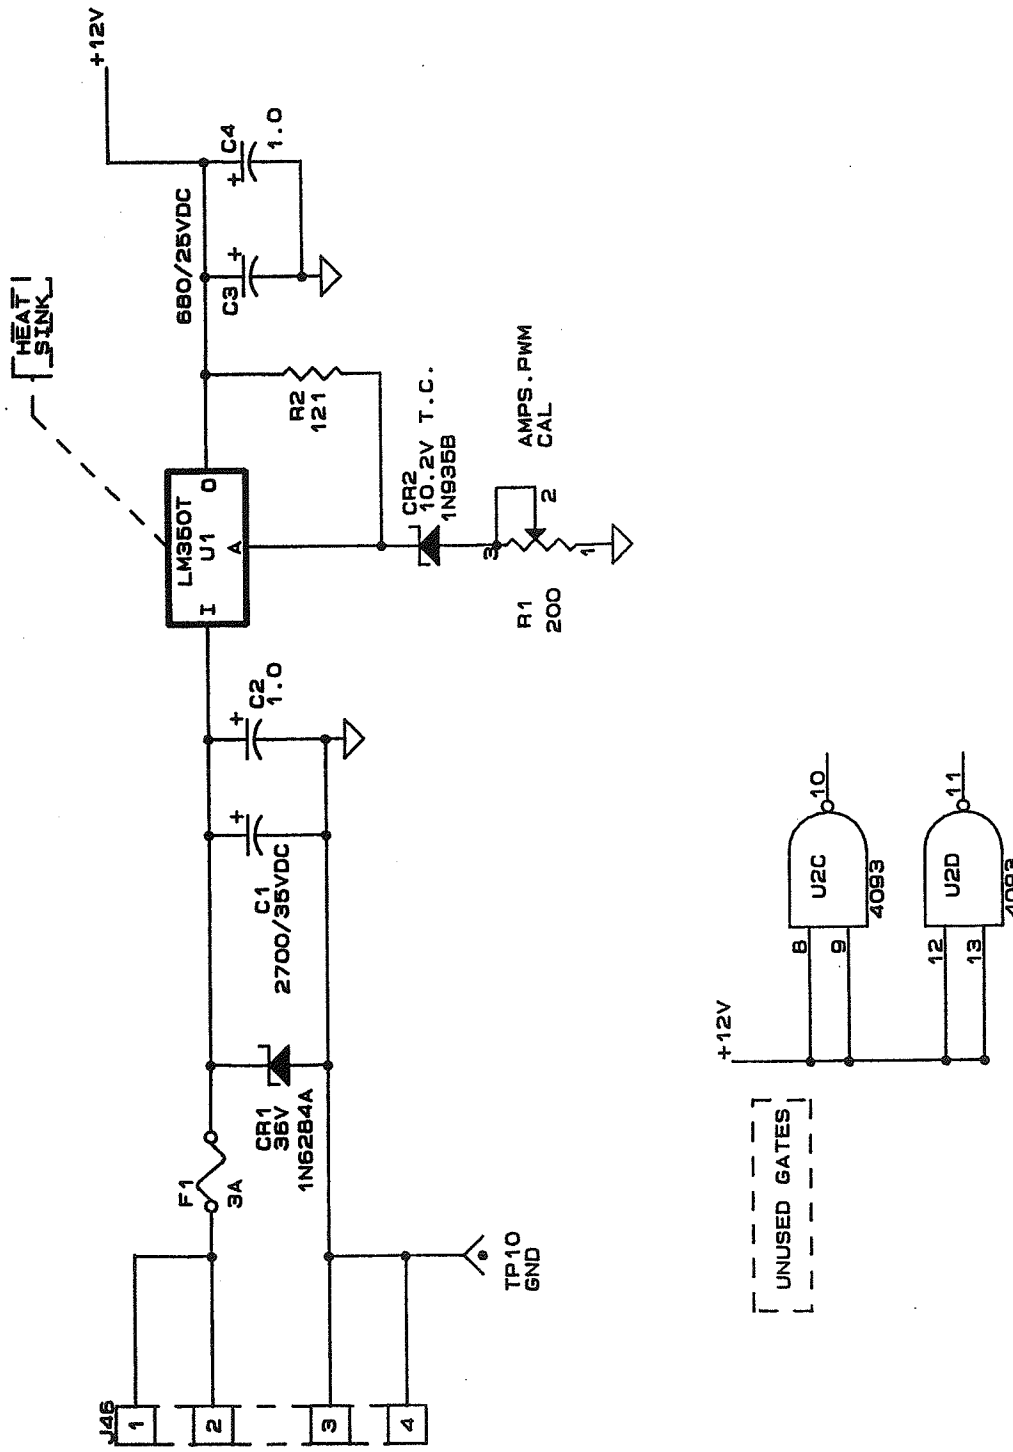 J46
1
2
3
4
F1
3A
TP10
GND
CR1
36V
1N6284A
C1
2700/35VDC
+
C2
1.0
+
LM350T
U1
I
O
A
HEAT
SINK
R2
121
CR2
10.2V T.C.
1N935B
R1
200
3
2
1
AMPS.PWM
CAL
680/25VDC
C3
+
C4
1.0
+
+12V
UNUSED GATES
+12V
8
9
U2C
10
4093
12
13
U2D
11
4093